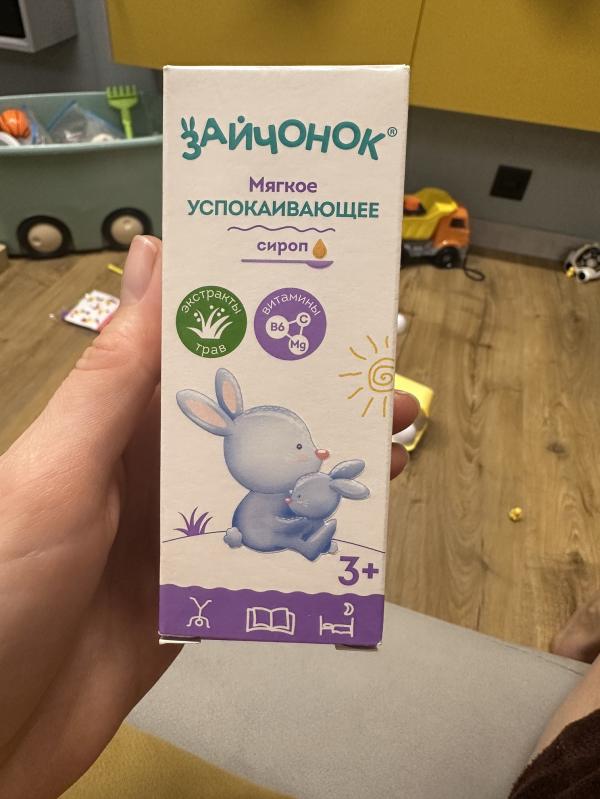 ЗАЙЧОНОК®
Мягкое
УСПОКАИВАЮЩЕЕ
сироп
экстракты
трав
витамины
B6
C
Mg
3+